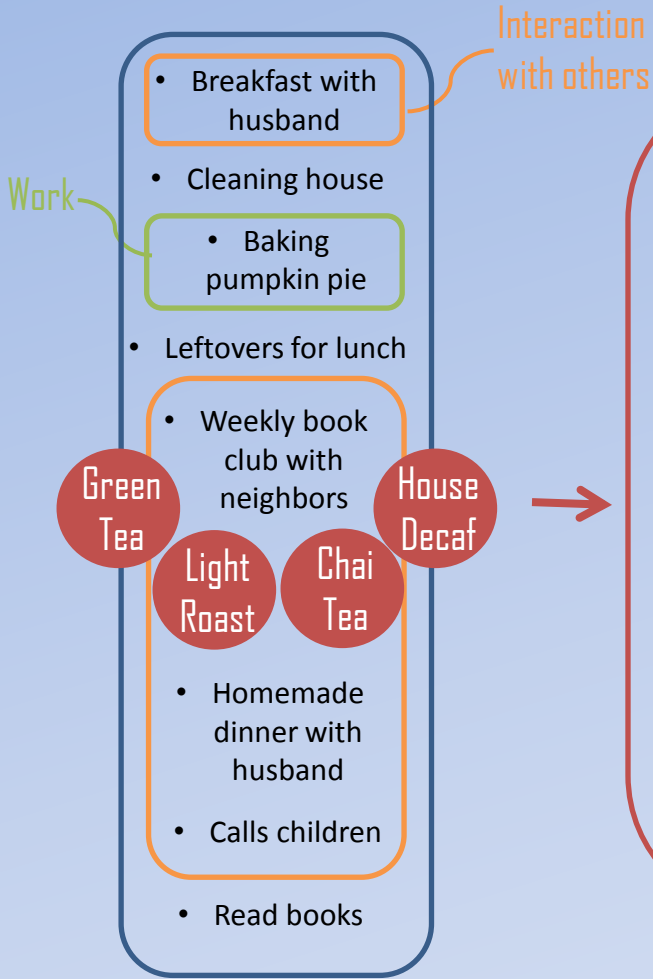 Interaction
with others
• Breakfast with
husband
• Cleaning house
Work
• Baking
pumpkin pie
• Leftovers for lunch
• Weekly book
club with
neighbors
Green
Tea
Light
Roast
Chai
Tea
House
Decaf
• Homemade
dinner with
husband
• Calls children
• Read books